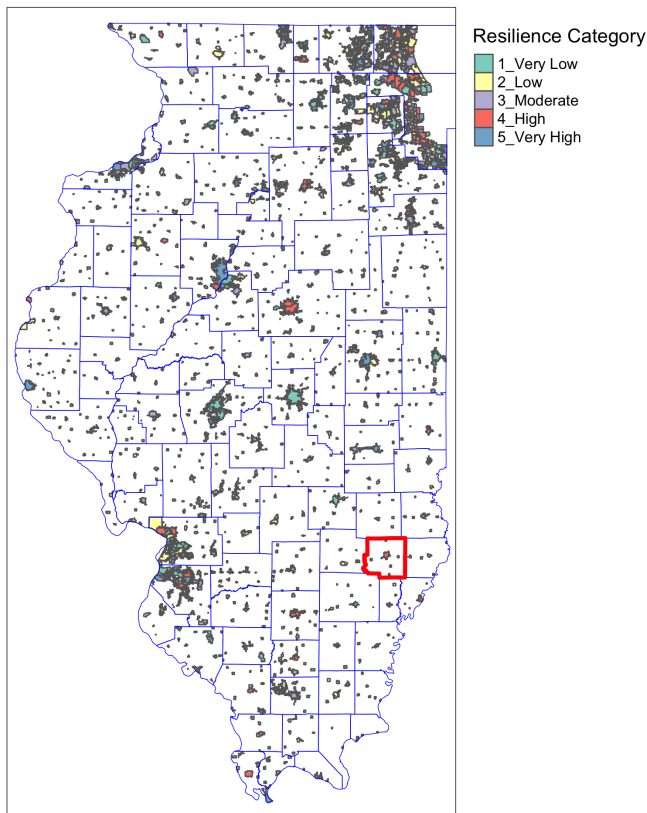 Resilience Category
1_Very Low
2_Low
3_Moderate
4_High
5_Very High